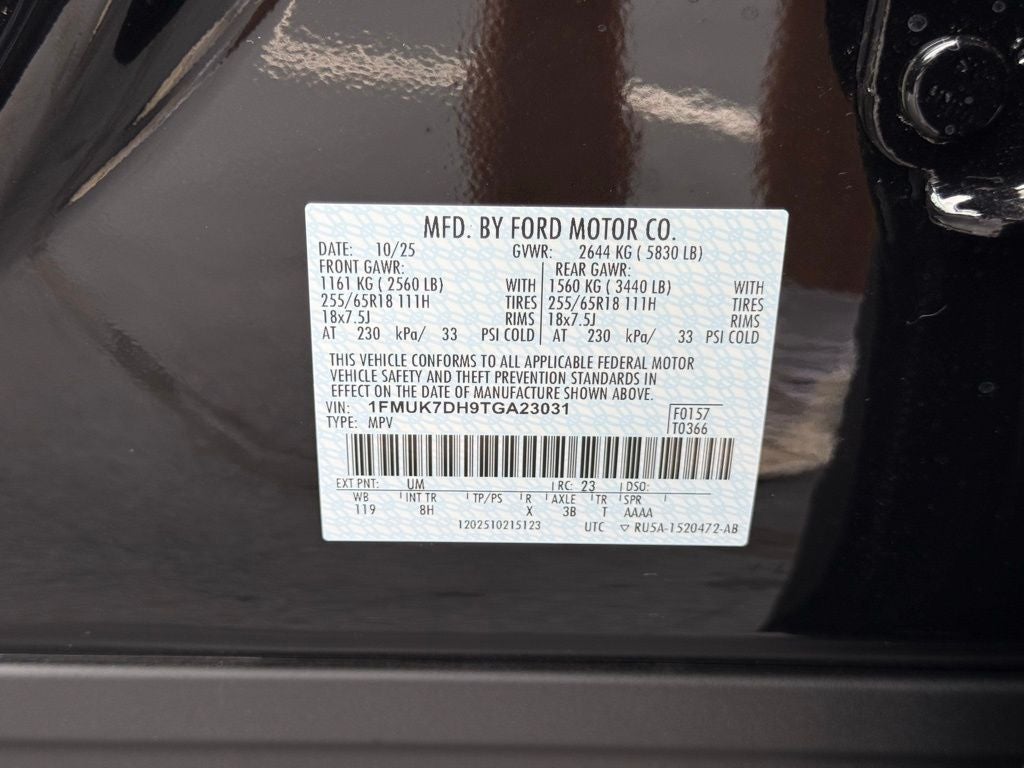 MFD. BY FORD MOTOR CO.
DATE: 10/25 GVWR: 2644 KG ( 5830 LB)
FRONT GAWR: REAR GAWR:
1161 KG ( 2560 LB) WITH 1560 KG ( 3440 LB) WITH
255/65R18 111H TIRES 255/65R18 111H TIRES
18x7.5J RIMS 18x7.5J RIMS
AT 230 kPa/ 33 PSI COLD AT 230 kPa/ 33 PSI COLD
THIS VEHICLE CONFORMS TO ALL APPLICABLE FEDERAL MOTOR
VEHICLE SAFETY AND THEFT PREVENTION STANDARDS IN
EFFECT ON THE DATE OF MANUFACTURE SHOWN ABOVE.
VIN: 1FMUK7DH9TGA23031 F0157
TYPE: MPV T0366
EXT PNT: UM RC: 23 DSO:
WB INT TR TP/PS R AXLE TR SPR
119 8H X 3B T AAAA
1202510215123 UTC ▽ RU5A-1520472-AB